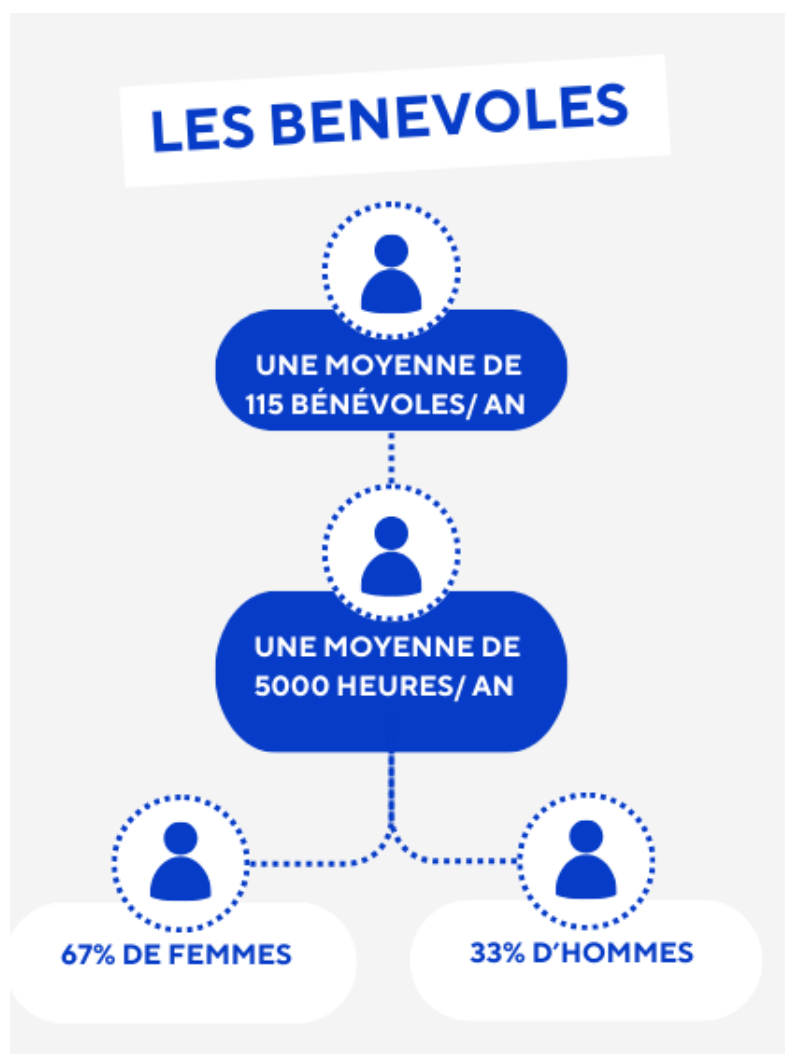 LES BENEVOLES
UNE MOYENNE DE
115 BÉNÉVOLES/ AN
UNE MOYENNE DE
5000 HEURES/ AN
67% DE FEMMES
33% D’HOMMES